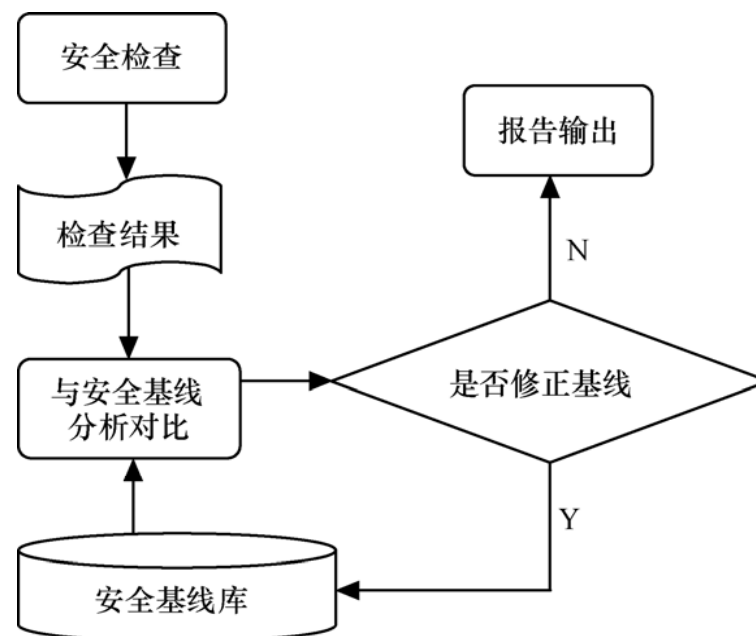 安全检查
报告输出
检查结果
N
与安全基线
分析对比
是否修正基线
Y
安全基线库